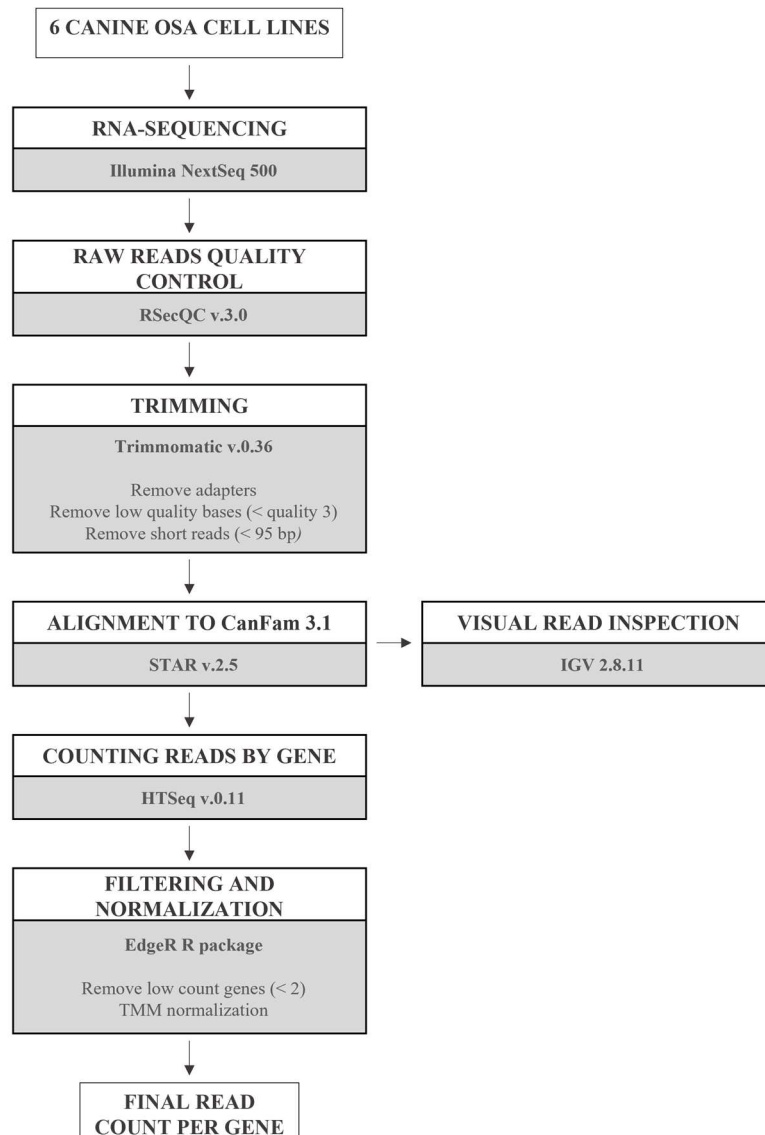 6 CANINE OSA CELL LINES
RNA-SEQUENCING
Illumina NextSeq 500
RAW READS QUALITY
CONTROL
RSecQC v.3.0
TRIMMING
Trimmomatic v.0.36
Remove adapters
Remove low quality bases (< quality 3)
Remove short reads (< 95 bp)
ALIGNMENT TO CanFam 3.1
STAR v.2.5
VISUAL READ INSPECTION
IGV 2.8.11
COUNTING READS BY GENE
HTSeq v.0.11
FILTERING AND
NORMALIZATION
EdgeR R package
Remove low count genes (< 2)
TMM normalization
FINAL READ
COUNT PER GENE